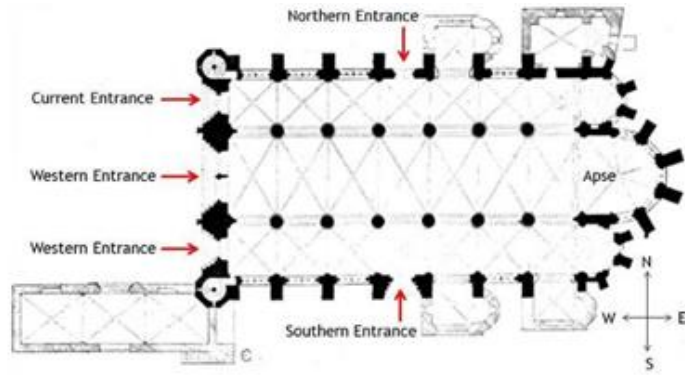 Northern Entrance
Current Entrance
Western Entrance
Apse
Western Entrance
N
W
E
S
Southern Entrance
C